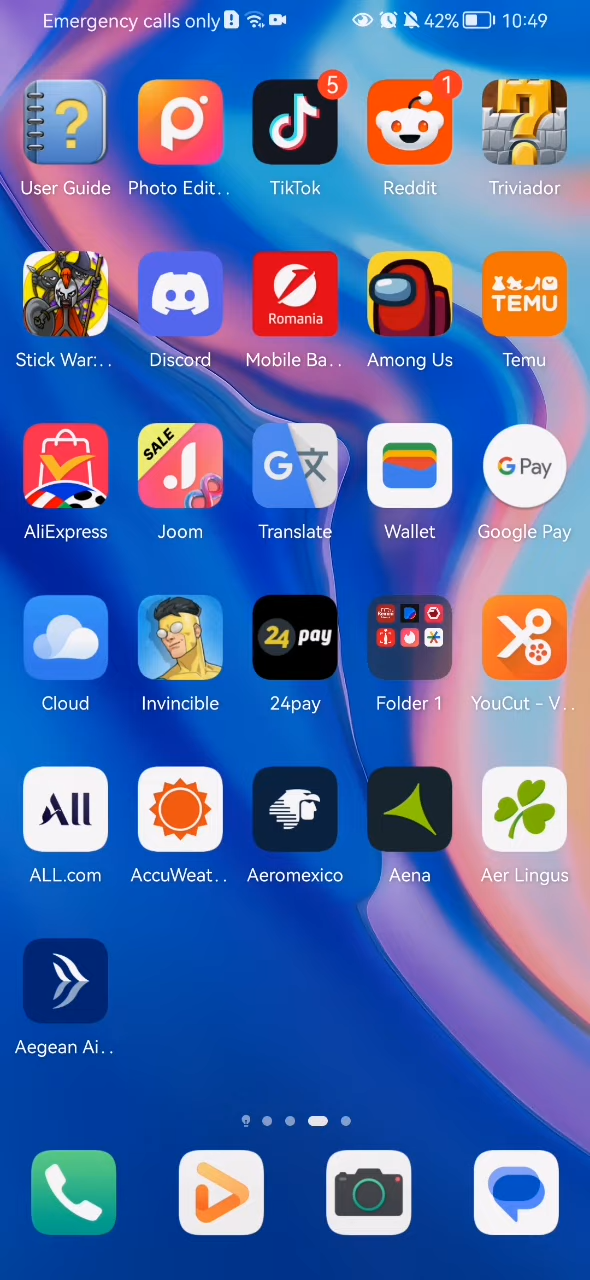 Emergency calls only 42% 10:49
5 1
User Guide Photo Edit.. TikTok Reddit Triviador
Romania TEMU
Stick War:.. Discord Mobile Ba.. Among Us Temu
SALE G文 G Pay
AliExpress Joom Translate Wallet Google Pay
24 pay
Cloud Invincible 24pay Folder 1 YouCut - V..
All
ALL.com AccuWeat.. Aeromexico Aena Aer Lingus
Aegean Ai..